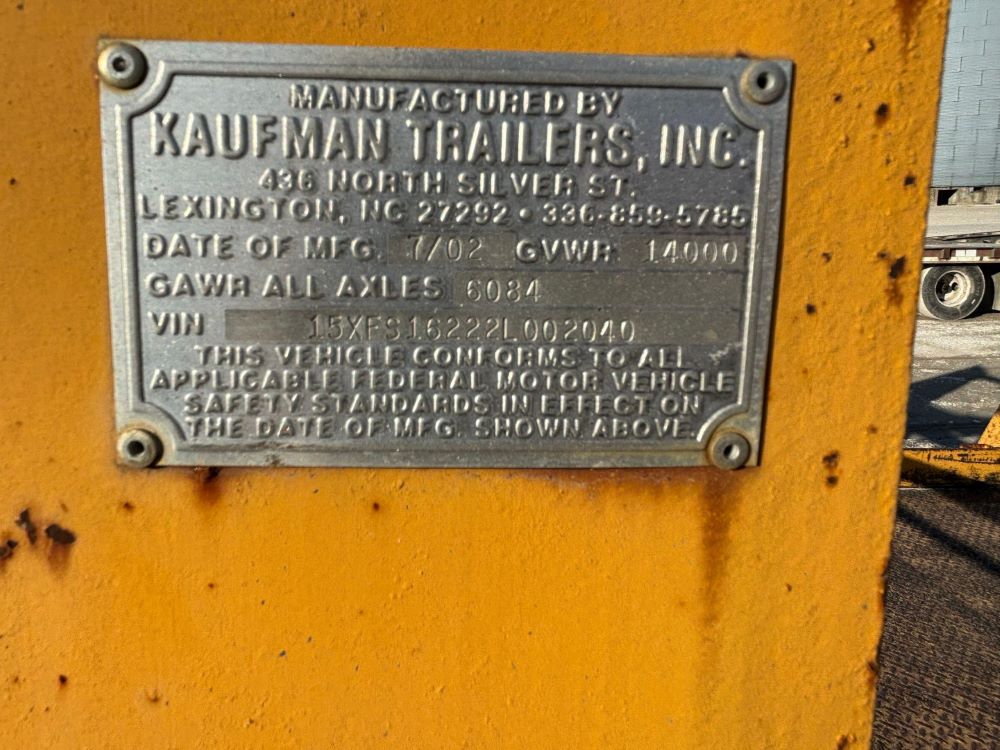 MANUFACTURED BY
KAUFMAN TRAILERS, INC.
436 NORTH SILVER ST.
LEXINGTON, NC 27292 • 336-859-5785
DATE OF MFG. 7/02 GVWR 14000
GAWR ALL AXLES 6084
VIN 15XFS16222L002040
THIS VEHICLE CONFORMS TO ALL
APPLICABLE FEDERAL MOTOR VEHICLE
SAFETY STANDARDS IN EFFECT ON
THE DATE OF MFG. SHOWN ABOVE.